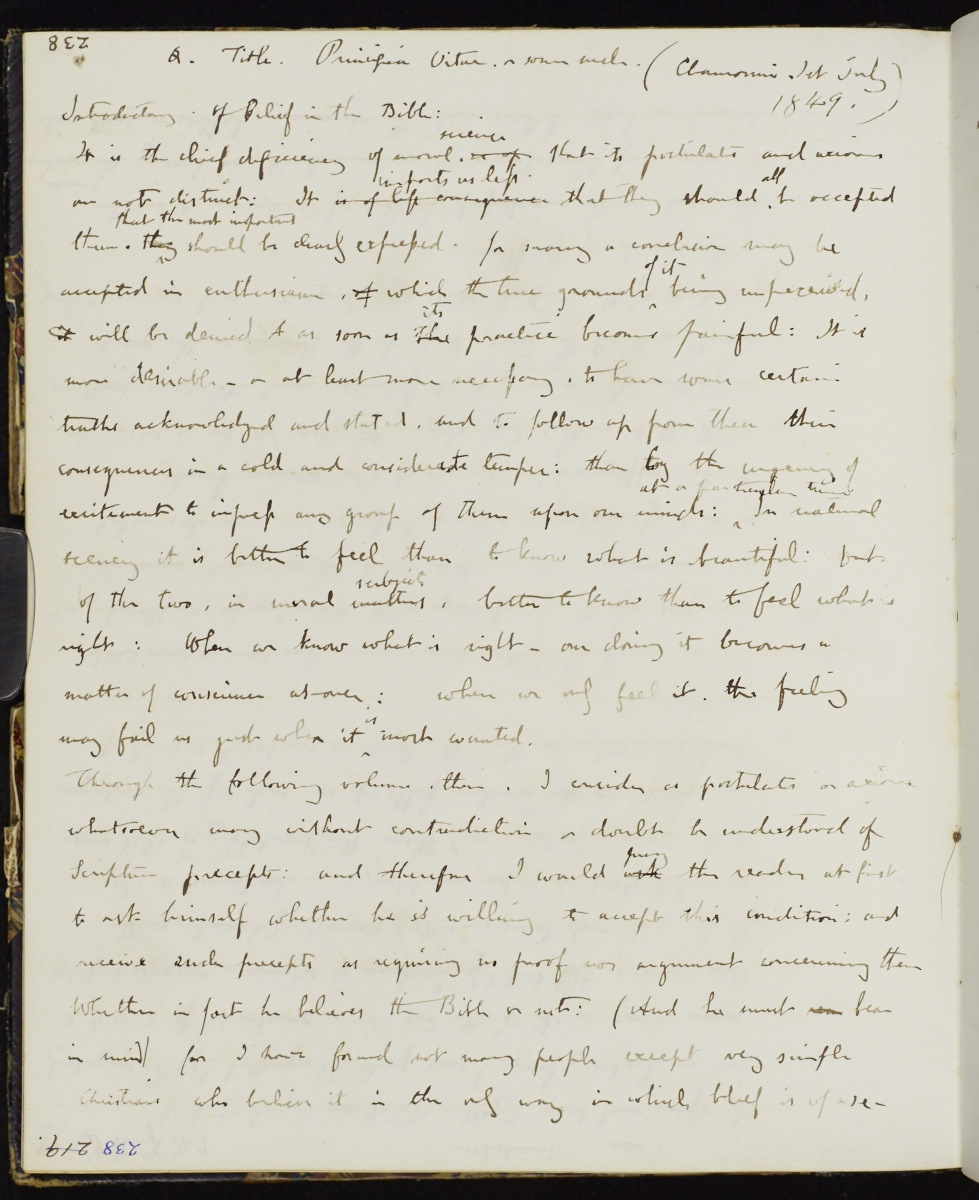 238
Q. Title. Principia Vitae. or some such. (Chamouni. 1st July
1849.)
Introductory: of Belief in the Bible:
science
It is the chief deficiency of moral, that its postulates and axioms
imports us less. all
are not distinct: It is of less consequence that they should be accepted
that the most important
then. they should be clearly expressed. for many a conclusion may be
of it
accepted in enthusiasm, of which the true grounds being unperceived,
its
it will be denied as soon as the practice becomes painful: It is
more desirable - or at least more necessary, to have some certain
truths acknowledged and stated, and to follow up from these their
consequences in a cold and considerate temper: than by the urgency of
at a particular time
excitement to impress any group of them upon our minds: In natural
scenery it is better to feel than to know what is beautiful: but
subjects
of the two, in moral matters, better to know than to feel what is
right: When we know what is right - our doing it becomes a
matter of conscience at once: when we only feel it. the feeling
is
may fail us just when it most wanted.
Through the following volume, then, I consider as postulates or axioms
whatsoever may without contradiction or doubt be understood of
Scripture precepts: and therefore I would
pray
ask the reader at first
to ask himself whether he is willing to accept this condition: and
receive such precepts as requiring no proof nor argument concerning them
Whether in fact he believes the Bible or not: (And he must bear
in mind) for I have found not many people except very simple
Christians who believe it in the only way in which belief is of use-
219 238